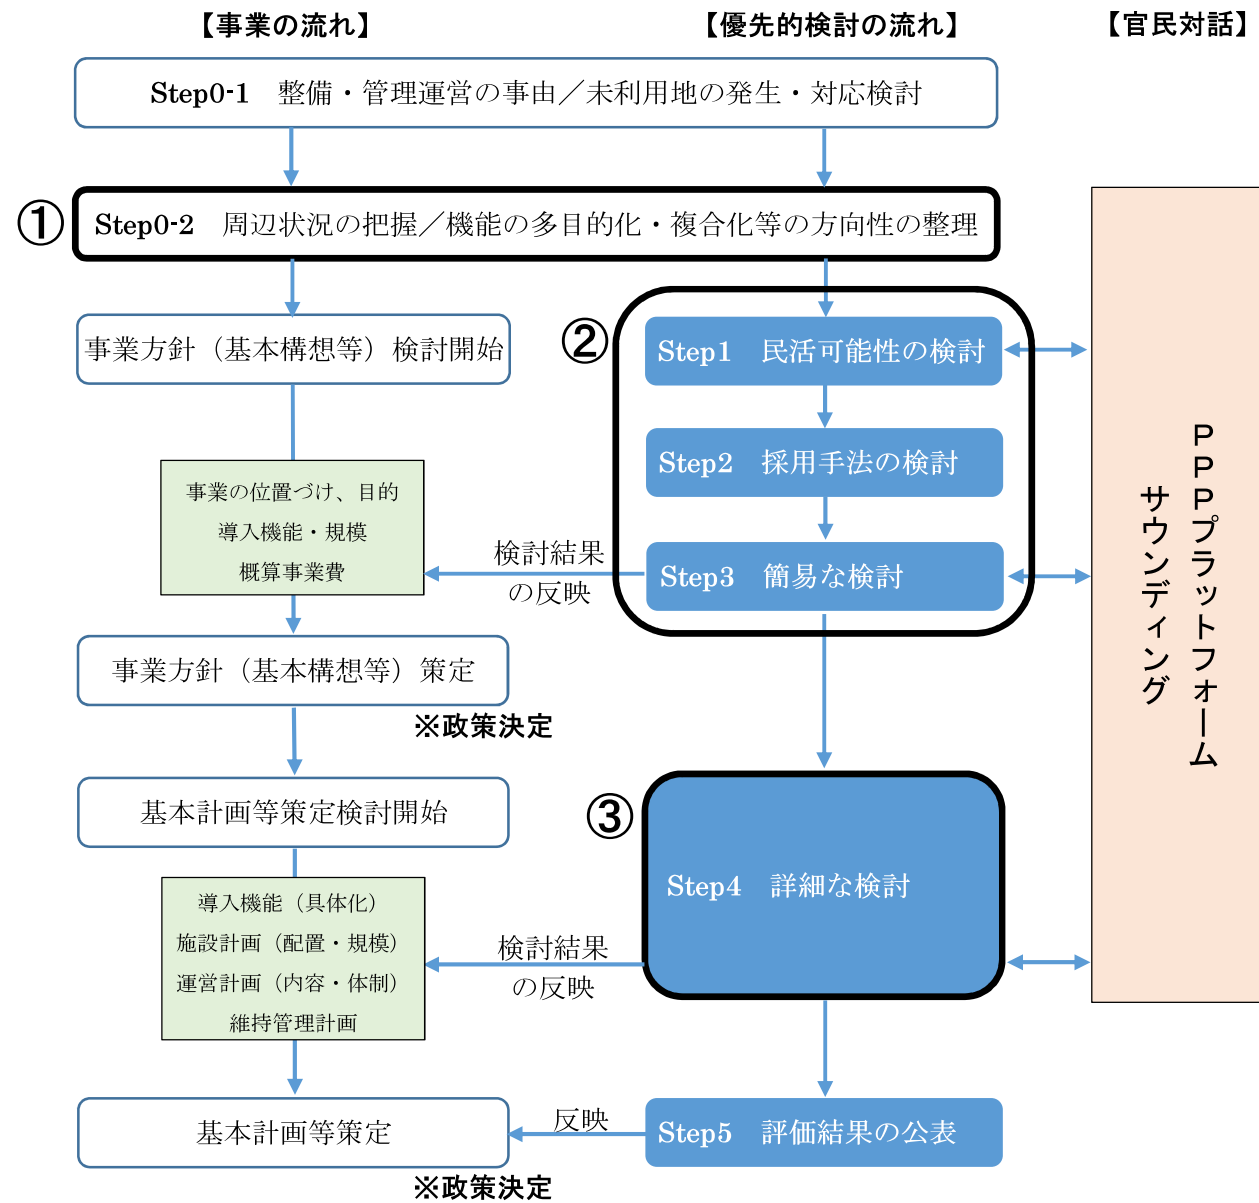 【事業の流れ】
【優先的検討の流れ】
【官民対話】
Step0-1　整備・管理運営の事由／未利用地の発生・対応検討
①
Step0-2　周辺状況の把握／機能の多目的化・複合化等の方向性の整理
事業方針（基本構想等）検討開始
②
Step1　民活可能性の検討
Step2　採用手法の検討
Step3　簡易な検討
事業の位置づけ、目的
導入機能・規模
概算事業費
検討結果
の反映
事業方針（基本構想等）策定
※政策決定
基本計画等策定検討開始
③
Step4　詳細な検討
導入機能（具体化）
施設計画（配置・規模）
運営計画（内容・体制）
維持管理計画
検討結果
の反映
基本計画等策定
反映
Step5　評価結果の公表
※政策決定
PPPプラットフォーム
サウンディング